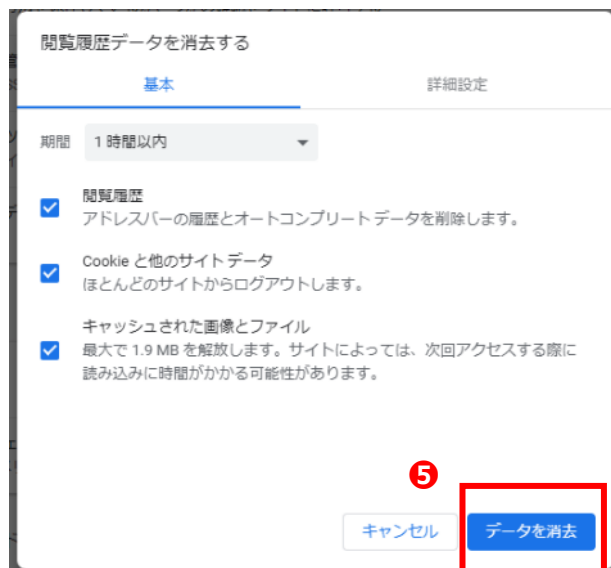 閲覧履歴データを消去する
基本
詳細設定
期間
1 時間以内
閲覧履歴
アドレスバーの履歴とオートコンプリート データを削除します。
Cookie と他のサイトデータ
ほとんどのサイトからログアウトします。
キャッシュされた画像とファイル
最大で 1.9 MB を解放します。サイトによっては、次回アクセスする際に
読み込みに時間がかかる可能性があります。
❺
キャンセル
データを消去